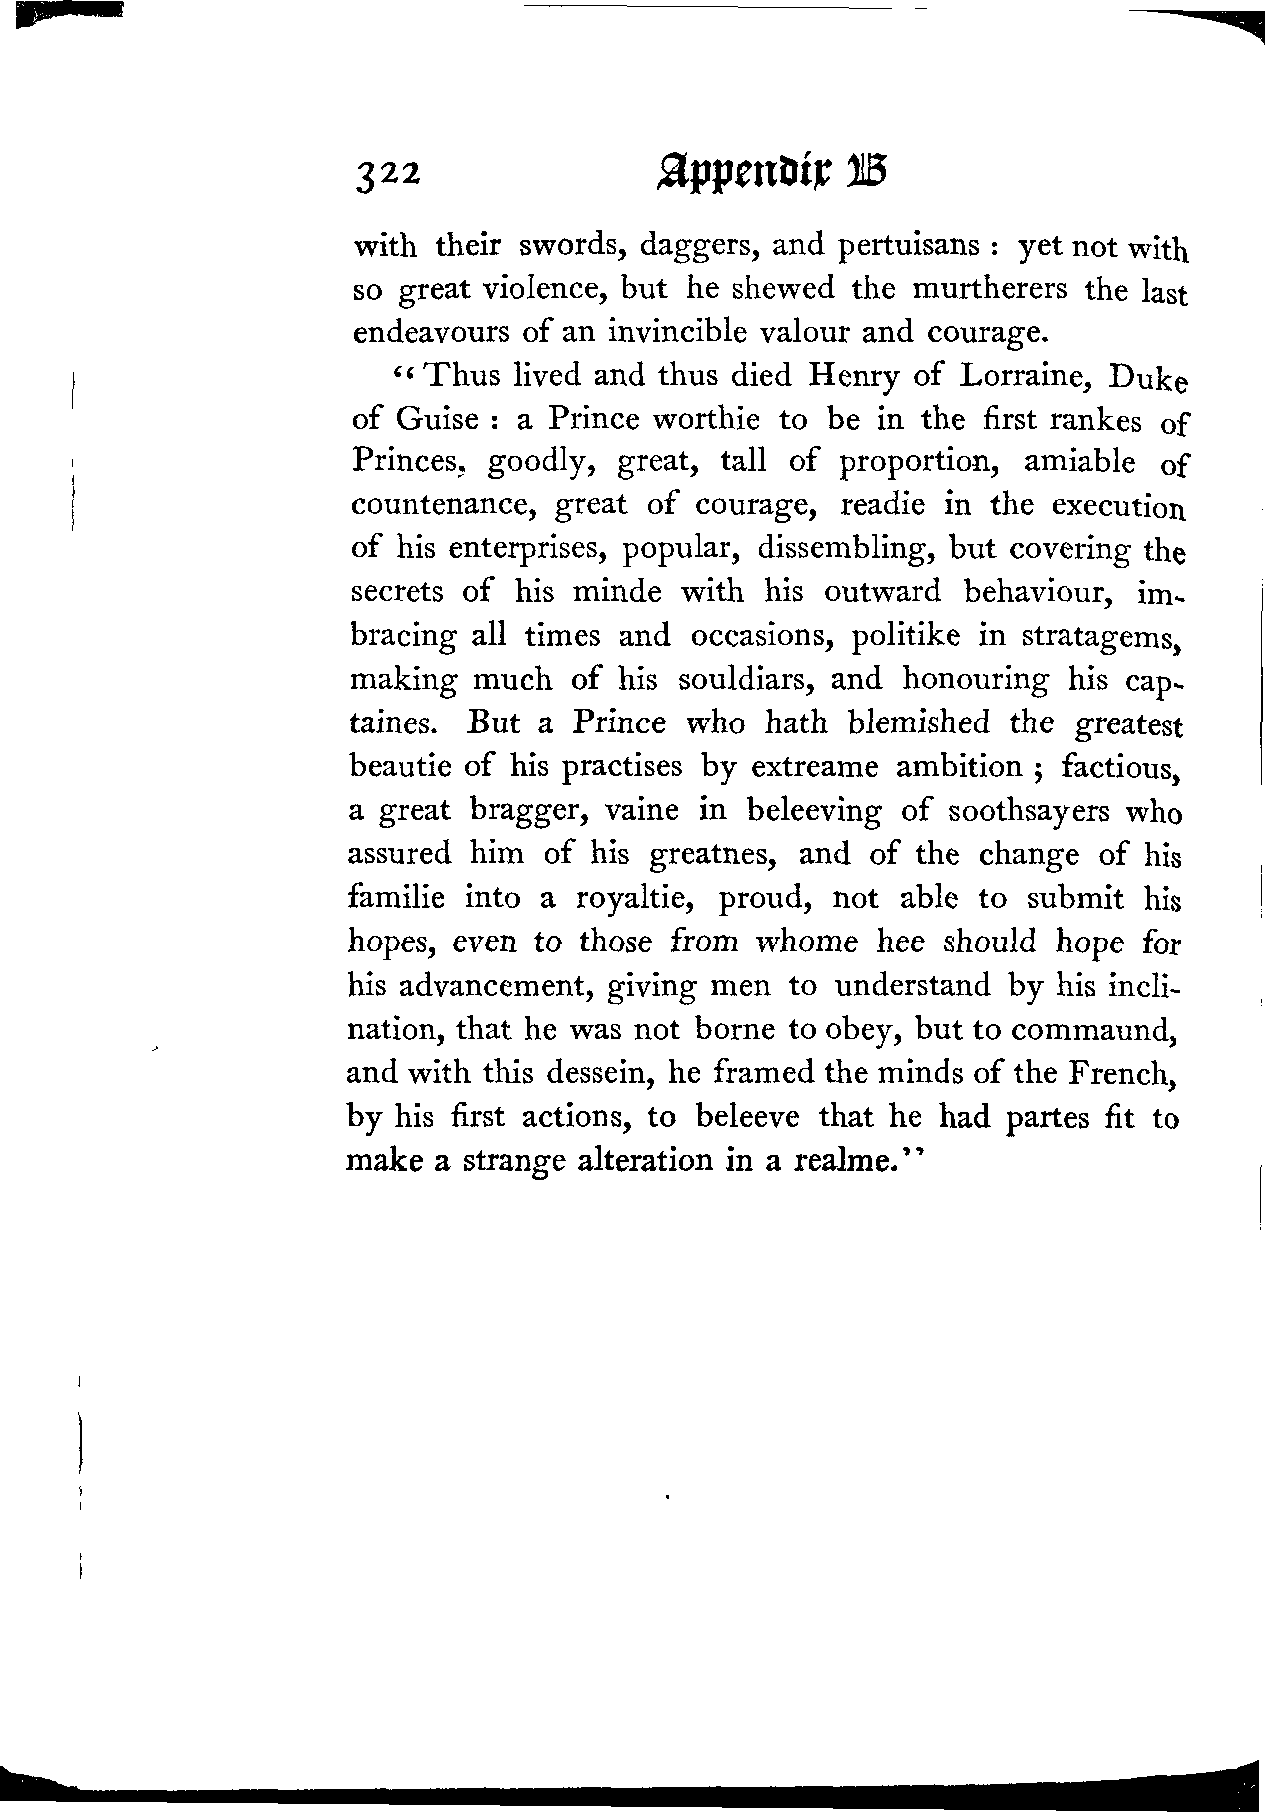 322 Appendix B
with their swords, daggers, and pertuisans : yet not with
so great violence, but he shewed the murtherers the last
endeavours of an invincible valour and courage.
“Thus lived and thus died Henry of Lorraine, Duke
of Guise : a Prince worthie to be in the first rankes of
Princes, goodly, great, tall of proportion, amiable of
countenance, great of courage, readie in the execution
of his enterprises, popular, dissembling, but covering the
secrets of his minde with his outward behaviour, im-
bracing all times and occasions, politike in stratagems,
making much of his souldiars, and honouring his cap-
taines. But a Prince who hath blemished the greatest
beautie of his practises by extreame ambition ; factious,
a great bragger, vaine in beleeving of soothsayers who
assured him of his greatnes, and of the change of his
familie into a royaltie, proud, not able to submit his
hopes, even to those from whome hee should hope for
his advancement, giving men to understand by his incli-
nation, that he was not borne to obey, but to commaund,
and with this dessein, he framed the minds of the French,
by his first actions, to beleeve that he had partes fit to
make a strange alteration in a realme.”